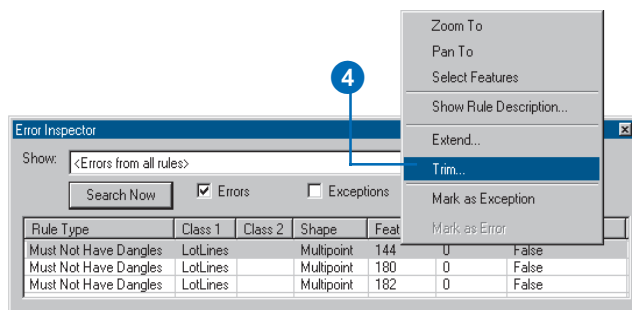 Zoom To
Pan To
Select Features
Show Rule Description...
Extend...
Trim...
Mark as Exception
Mark as Error
4
Error Inspector
Show: <Errors from all rules>
Search Now Errors Exceptions
Rule Type Class 1 Class 2 Shape Feat
Must Not Have Dangles LotLines Multipoint 144 0 False
Must Not Have Dangles LotLines Multipoint 180 0 False
Must Not Have Dangles LotLines Multipoint 182 0 False